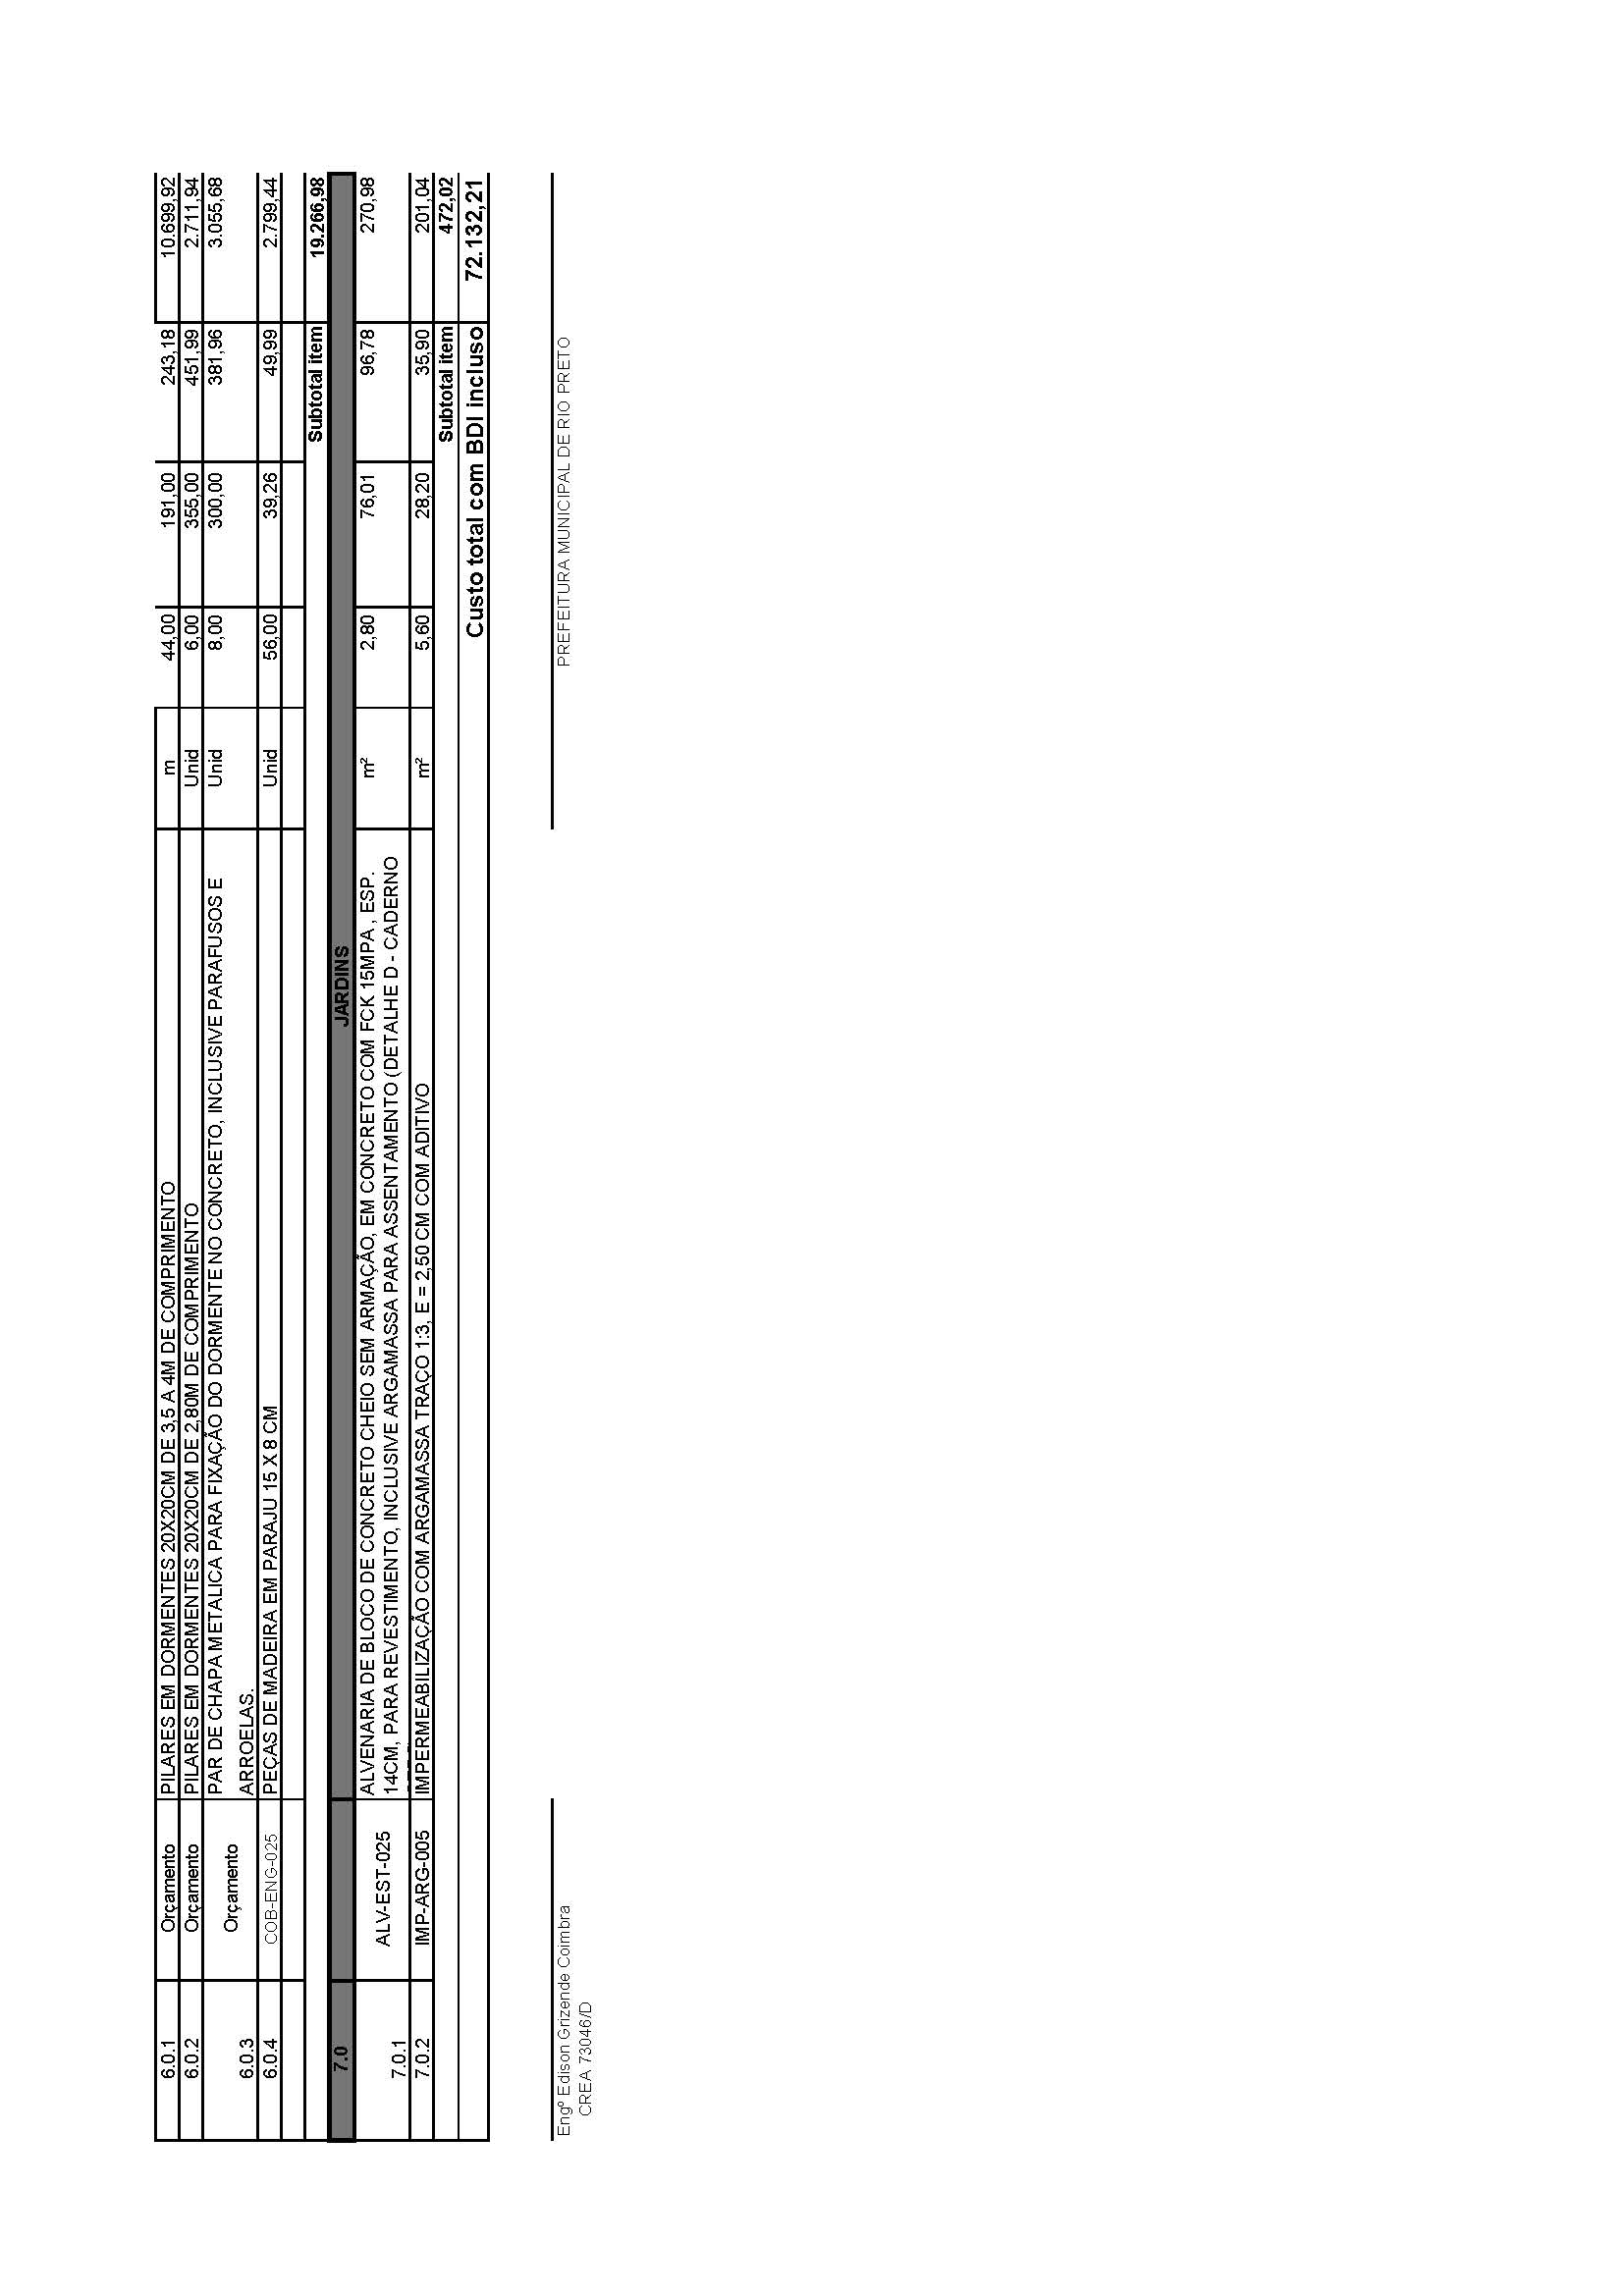 6.0.1 Orçamento PILARES EM DORMENTES 20X20CM DE 3,5 A 4M DE COMPRIMENTO m 44,00 191,00 243,18 10.699,92
6.0.2 Orçamento PILARES EM DORMENTES 20X20CM DE 2,80M DE COMPRIMENTO Unid 6,00 355,00 451,99 2.711,94
6.0.3 Orçamento PAR DE CHAPA METALICA PARA FIXAÇÃO DO DORMENTE NO CONCRETO, INCLUSIVE PARAFUSOS E Unid 8,00 300,00 381,96 3.055,68
ARROELAS.
6.0.4 COB-ENG-025 PEÇAS DE MADEIRA EM PARAJU 15 X 8 CM Unid 56,00 39,26 49,99 2.799,44
Subtotal item 19.266,98
7.0 JARDINS
7.0.1 ALV-EST-025 ALVENARIA DE BLOCO DE CONCRETO CHEIO SEM ARMAÇÃO, EM CONCRETO COM FCK 15MPA , ESP. m² 2,80 76,01 96,78 270,98
14CM, PARA REVESTIMENTO, INCLUSIVE ARGAMASSA PARA ASSENTAMENTO (DETALHE D - CADERNO
7.0.2 IMP-ARG-005 IMPERMEABILIZAÇÃO COM ARGAMASSA TRAÇO 1:3, E = 2,50 CM COM ADITIVO m² 5,60 28,20 35,90 201,04
Subtotal item 472,02
Custo total com BDI incluso 72.132,21
Engº Edison Grizende Coimbra PREFEITURA MUNICIPAL DE RIO PRETO
CREA 73046/D